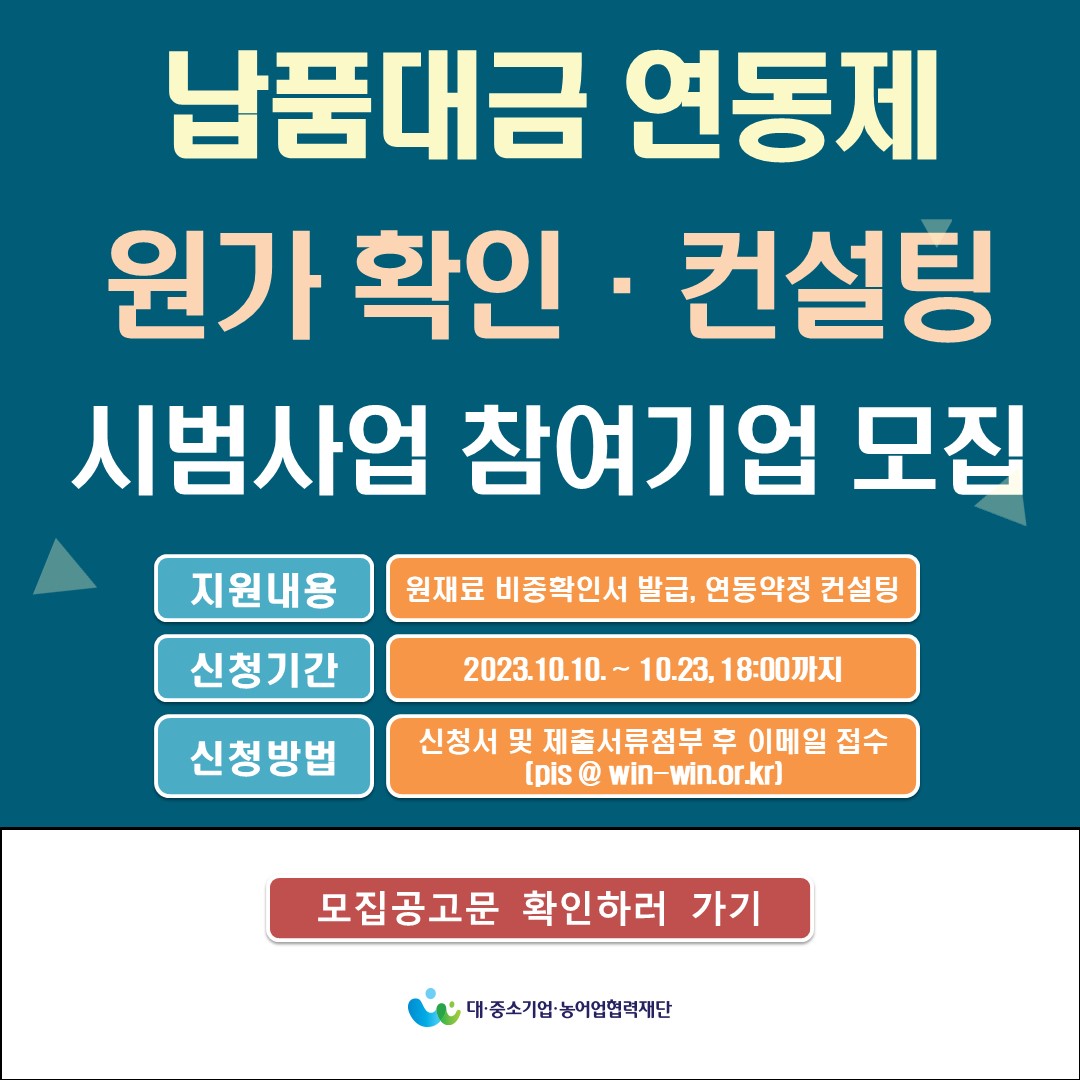 납품대금 연동제
원가 확인 · 컨설팅
시범사업 참여기업 모집
지원내용
원재료 비중확인서 발급, 연동약정 컨설팅
신청기간
2023.10.10. ~ 10.23, 18:00까지
신청방법
신청서 및 제출서류첨부 후 이메일 접수
(pis @ win-win.or.kr)
모집공고문 확인하러 가기
대·중소기업·농어업협력재단